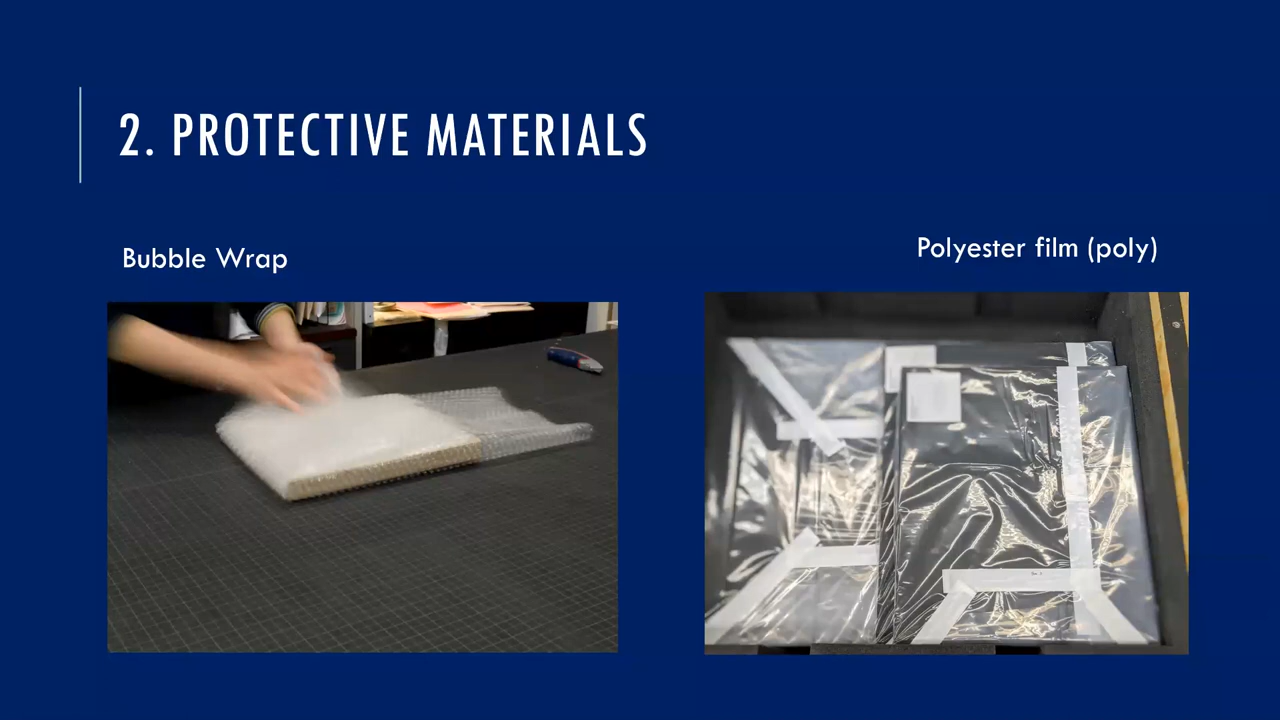 2. PROTECTIVE MATERIALS
Bubble Wrap
Polyester film (poly)